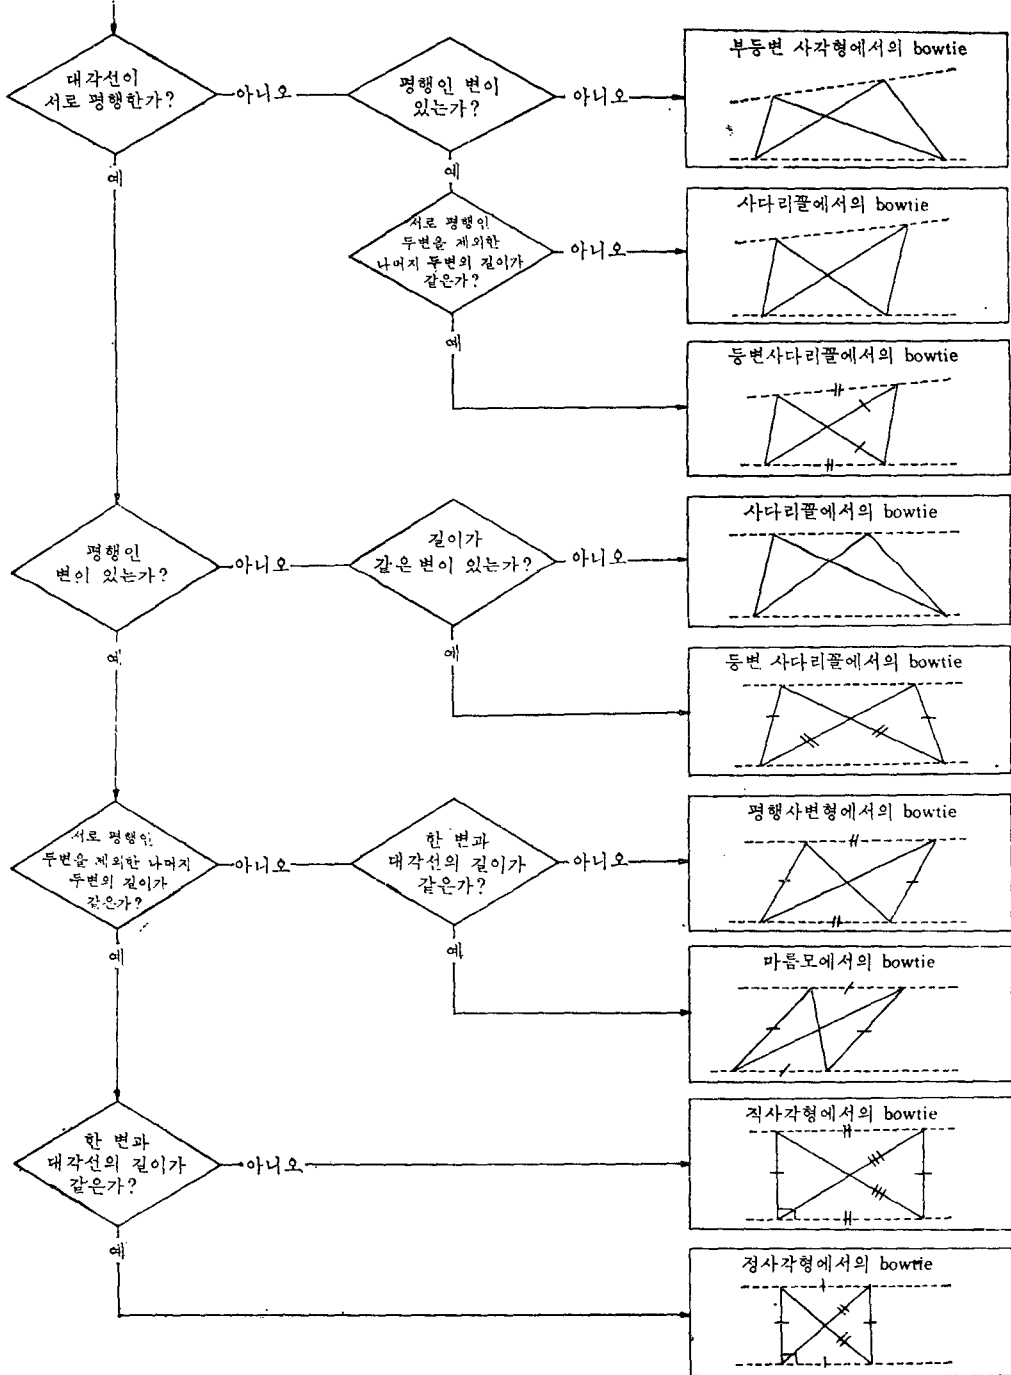 대각선이
서로 평행한가?
아니오
평행인 변이
있는가?
아니오
부등변 사각형에서의 bowtie
예
예
서로 평행인
두변을 제외한
나머지 두변의 길이가
같은가?
아니오
사다리꼴에서의 bowtie
예
등변사다리꼴에서의 bowtie
평행인
변이 있는가?
아니오
길이가
같은 변이 있는가?
아니오
사다리꼴에서의 bowtie
예
예
등변 사다리꼴에서의 bowtie
서로 평행인
두변을 제외한 나머지
두변의 길이가
같은가?
아니오
한 변과
대각선의 길이가
같은가?
아니오
평행사변형에서의 bowtie
예
예
마름모에서의 bowtie
한 변과
대각선의 길이가
같은가?
아니오
직사각형에서의 bowtie
예
정사각형에서의 bowtie